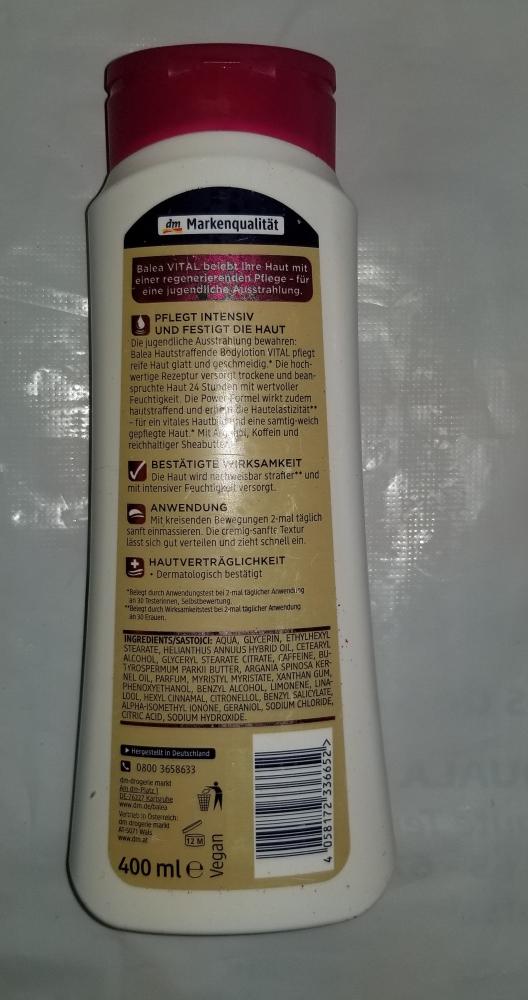 dm Markenqualität
Balea VITAL belebt Ihre Haut mit
einer regenerierenden Pflege - für
eine jugendliche Ausstrahlung.
PFLEGT INTENSIV
UND FESTIGT DIE HAUT
Die jugendliche Ausstrahlung bewahren:
Balea Hautstraffende Bodylotion VITAL pflegt
reife Haut glatt und geschmeidig.* Die hoch-
wertige Rezeptur versorgt trockene und bean-
spruchte Haut 24 Stunden mit wertvoller
Feuchtigkeit. Die Power Formel wirkt zudem
hautstraffend und die Hautelastizität**
- für ein vitales Hautbild und eine samtig-weich
gepflegte Haut.* Mit Koffein und
reichhaltiger Sheabutter.
BESTÄTIGTE WIRKSAMKEIT
Die Haut wird nachweisbar straffer** und
mit intensiver Feuchtigkeit versorgt.
ANWENDUNG
Mit kreisenden Bewegungen 2-mal täglich
sanft einmassieren. Die cremig-sanfte Textur
lässt sich gut verteilen und zieht schnell ein.
HAUTVERTRÄGLICHKEIT
• Dermatologisch bestätigt
*Belegt durch Anwendungstest bei 2-mal täglicher Anwendung
an 30 Testerinnen, Selbstbewertung.
**Belegt durch Wirksamkeitstest bei 2-mal täglicher Anwendung
an 30 Frauen.
INGREDIENTS/SASTOJCI: AQUA, GLYCERIN, ETHYLHEXYL
STEARATE, HELIANTHUS ANNUUS HYBRID OIL, CETEARYL
ALCOHOL, GLYCERYL STEARATE CITRATE, CAFFEINE, BU-
TYROSPERMUM PARKII BUTTER, ARGANIA SPINOSA KER-
NEL OIL, PARFUM, MYRISTYL MYRISTATE, XANTHAN GUM,
PHENOXYETHANOL, BENZYL ALCOHOL, LIMONENE, LINA-
LOOL, HEXYL CINNAMAL, CITRONELLOL, BENZYL SALICYLATE,
ALPHA-ISOMETHYL IONONE, GERANIOL, SODIUM CHLORIDE,
CITRIC ACID, SODIUM HYDROXIDE.
Hergestellt in Deutschland
0800 3658633
dm-drogerie markt
Am dm-Platz 1
DE-76227 Karlsruhe
www.dm.de/balea
Vertrieb in Österreich:
dm drogerie markt
AT-5071 Wals
www.dm.at
12 M
400 ml ℮
Vegan
4 058172 336652 >